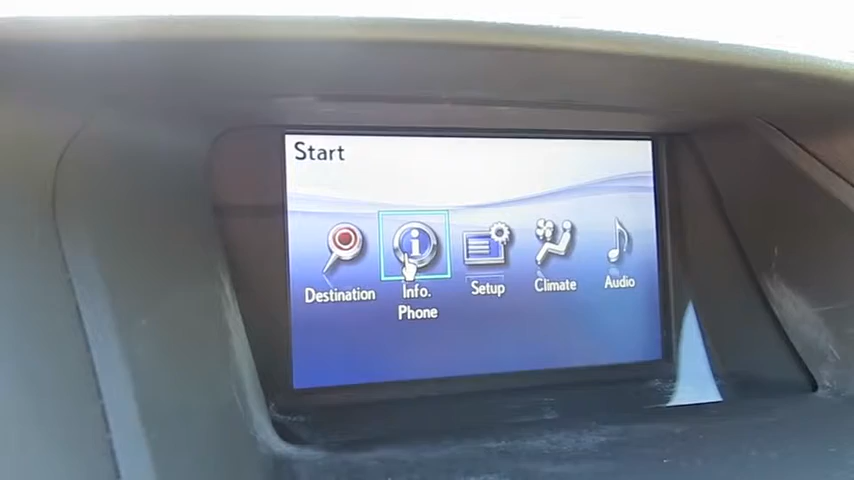 Start
Destination
Info.
Phone
Setup
Climate
Audio